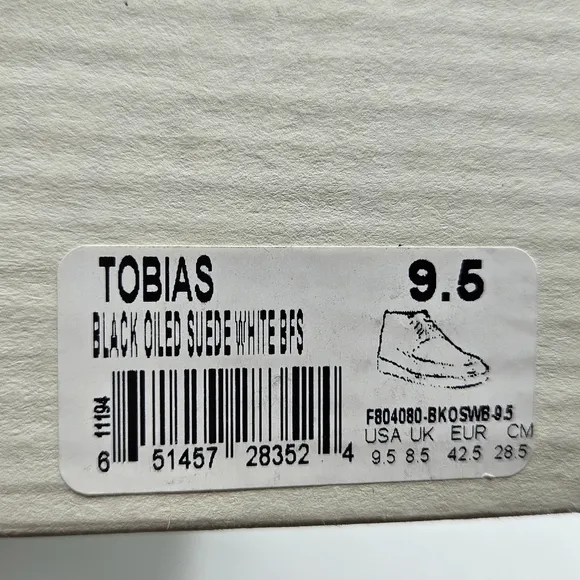 TOBIAS 9.5
BLACK OILED SUEDE WHITE BFS
11194
6 51457 28352 4
F804080-BKOSWB-9.5
USA UK EUR CM
9.5 8.5 42.5 28.5